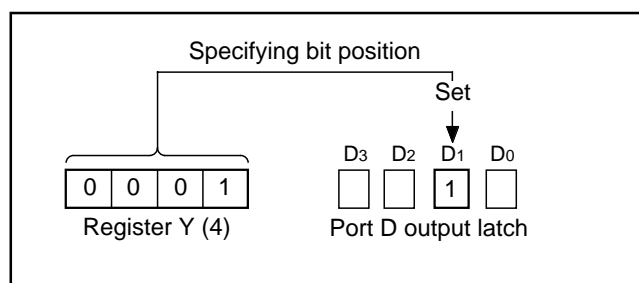 Specifying bit position
Set
D3 D2 D1 D0
0 0 0 1 1
Register Y (4) Port D output latch